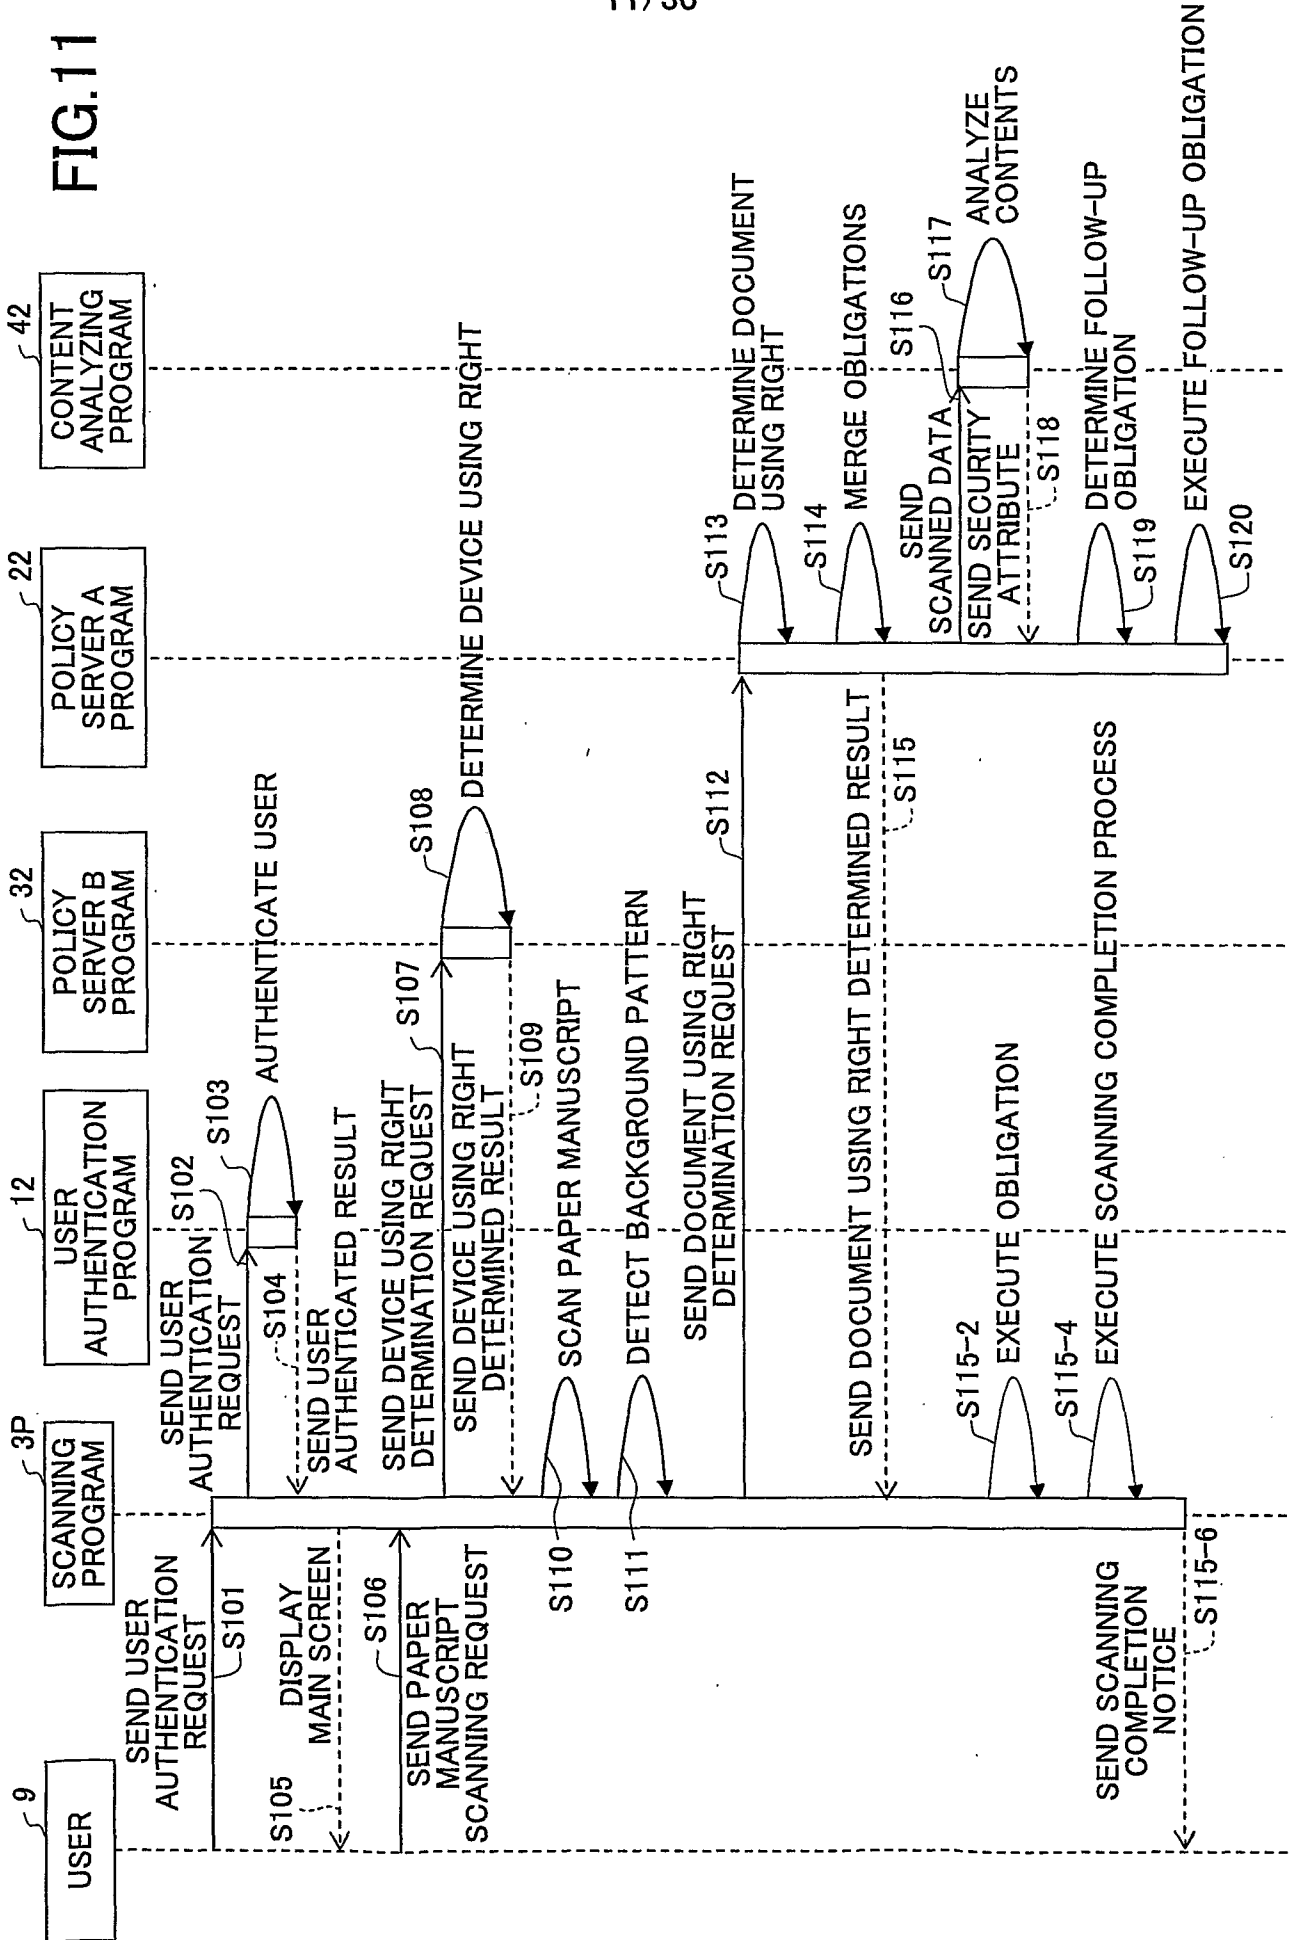 11/36
FIG.11
9
USER
3P
SCANNING
PROGRAM
12
USER
AUTHENTICATION
PROGRAM
32
POLICY
SERVER B
PROGRAM
22
POLICY
SERVER A
PROGRAM
42
CONTENT
ANALYZING
PROGRAM
SEND USER
AUTHENTICATION
REQUEST
S101
SEND USER
AUTHENTICATION
REQUEST
S102
S103
AUTHENTICATE USER
S104
SEND USER
AUTHENTICATED RESULT
DISPLAY
MAIN SCREEN
S105
S106
SEND PAPER
MANUSCRIPT
SCANNING REQUEST
SEND DEVICE USING RIGHT
DETERMINATION REQUEST
S107
S108
DETERMINE DEVICE USING RIGHT
SEND DEVICE USING RIGHT
DETERMINED RESULT
S109
S110
SCAN PAPER MANUSCRIPT
S111
DETECT BACKGROUND PATTERN
SEND DOCUMENT USING RIGHT
DETERMINATION REQUEST
S112
S113
DETERMINE DOCUMENT
USING RIGHT
S114
MERGE OBLIGATIONS
SEND DOCUMENT USING RIGHT DETERMINED RESULT
S115
SEND
SCANNED DATA
S116
S117
ANALYZE
CONTENTS
SEND SECURITY
ATTRIBUTE
S118
S115-2
EXECUTE OBLIGATION
DETERMINE FOLLOW-UP
OBLIGATION
S119
S115-4
EXECUTE SCANNING COMPLETION PROCESS
EXECUTE FOLLOW-UP OBLIGATION
S120
SEND SCANNING
COMPLETION
NOTICE
S115-6